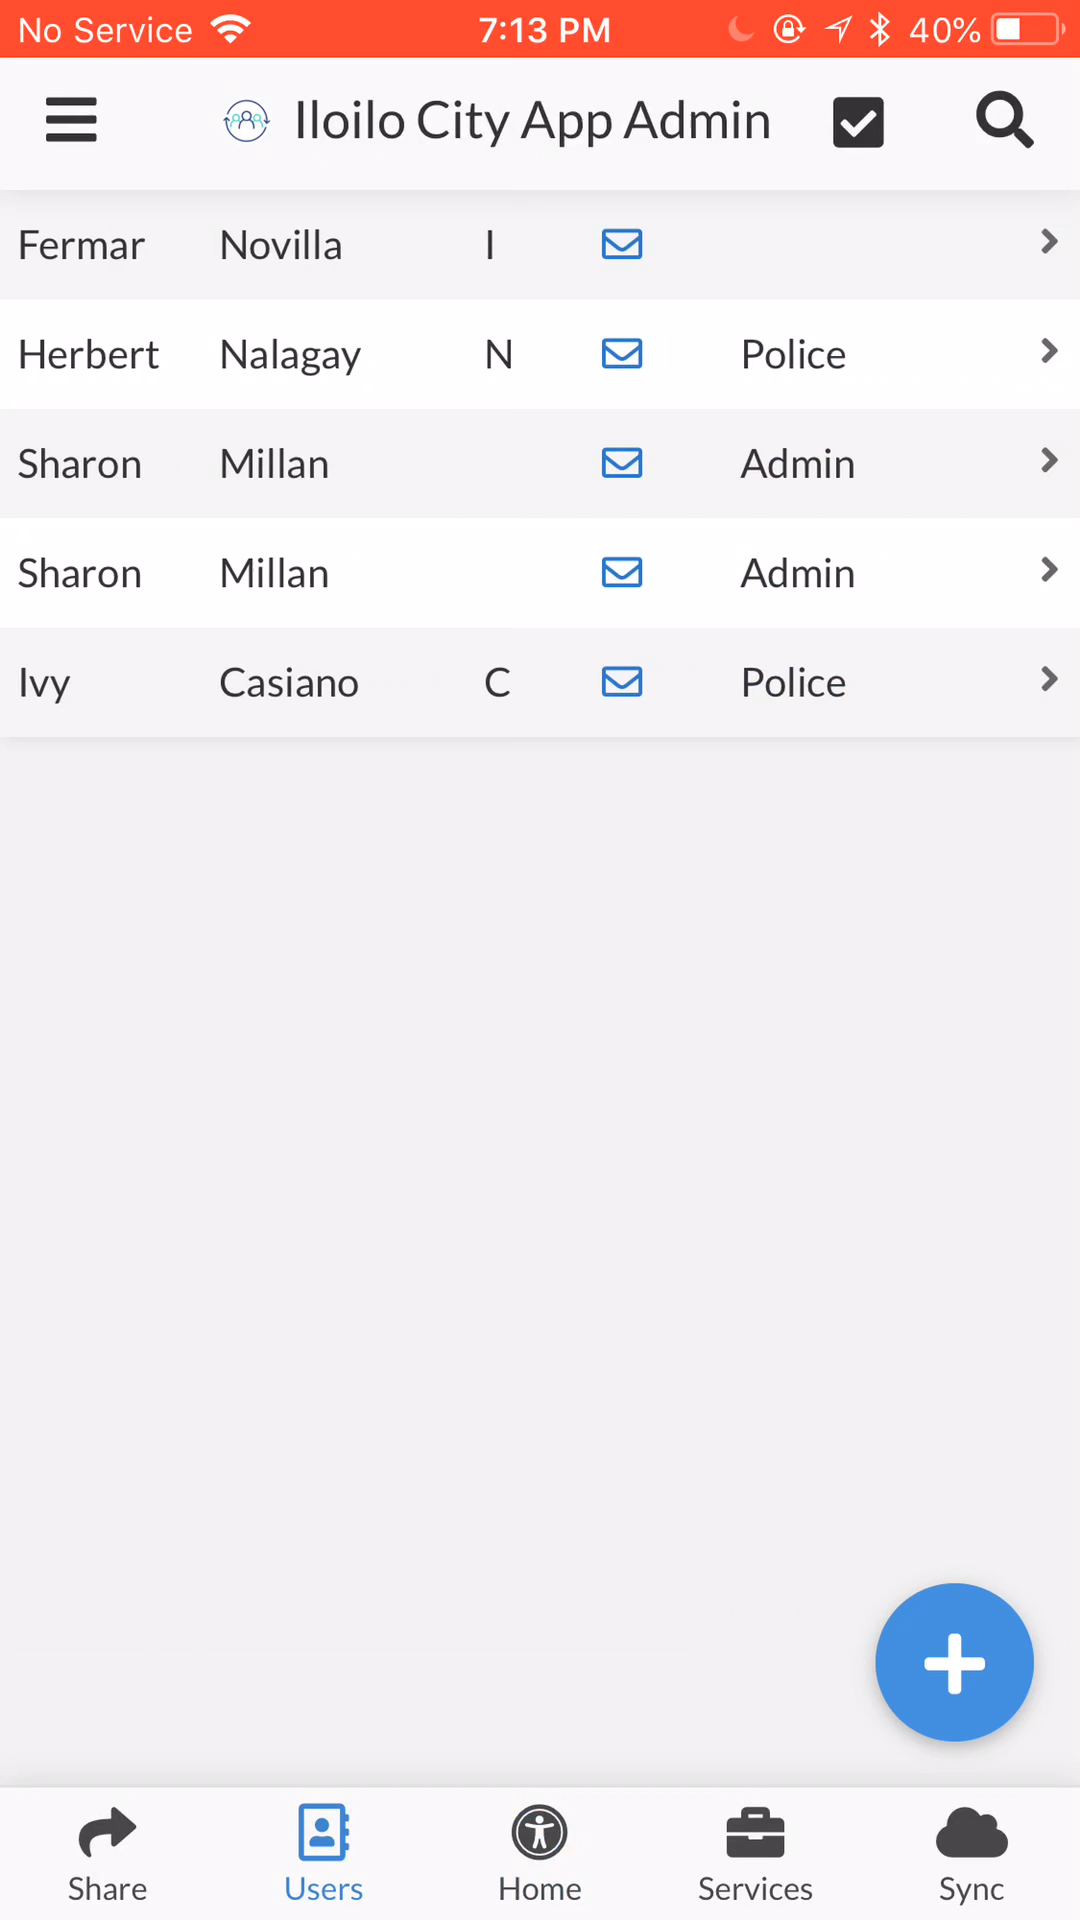 No Service 7:13 PM 40%
Iloilo City App Admin
Fermar Novilla I
Herbert Nalagay N Police
Sharon Millan Admin
Sharon Millan Admin
Ivy Casiano C Police
Share Users Home Services Sync